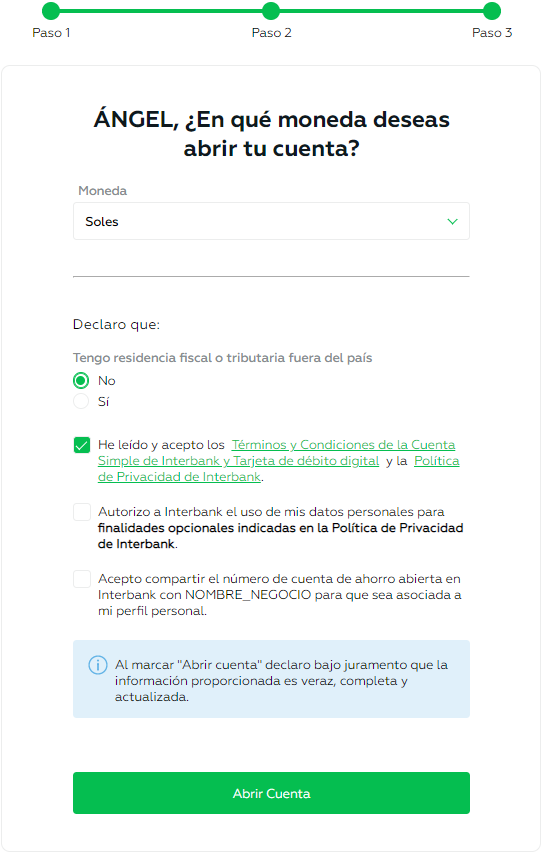 Paso 1 Paso 2 Paso 3
ÁNGEL, ¿En qué moneda deseas
abrir tu cuenta?
Moneda
Soles
Declaro que:
Tengo residencia fiscal o tributaria fuera del país
No
Sí
He leído y acepto los Términos y Condiciones de la Cuenta
Simple de Interbank y Tarjeta de débito digital y la Política
de Privacidad de Interbank.
Autorizo a Interbank el uso de mis datos personales para
finalidades opcionales indicadas en la Política de Privacidad
de Interbank.
Acepto compartir el número de cuenta de ahorro abierta en
Interbank con NOMBRE_NEGOCIO para que sea asociada a
mi perfil personal.
Al marcar "Abrir cuenta" declaro bajo juramento que la
información proporcionada es veraz, completa y
actualizada.
Abrir Cuenta